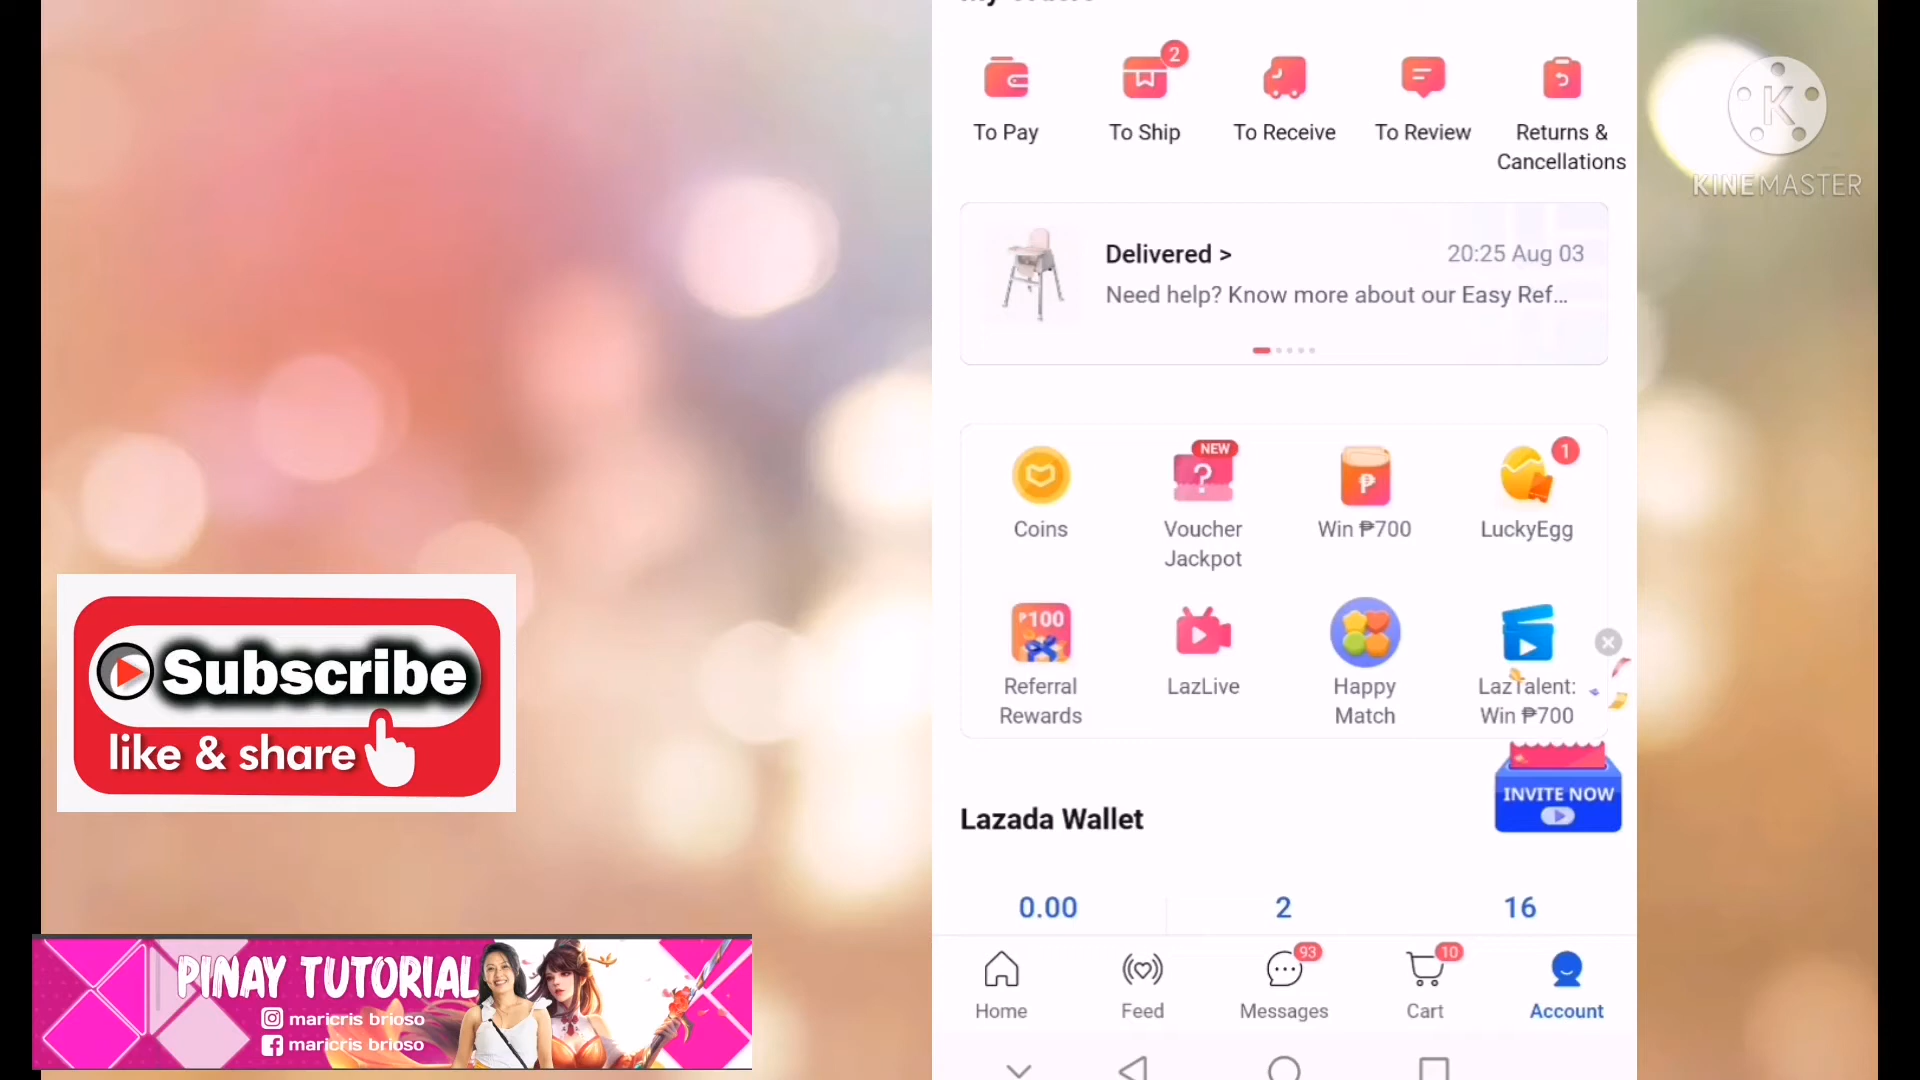 2
To Pay
To Ship
To Receive
To Review
Returns &
Cancellations
KINEMASTER
Delivered >
20:25 Aug 03
Need help? Know more about our Easy Ref...
NEW
1
Coins
Voucher
Jackpot
Win ₱700
LuckyEgg
₱100
Referral
Rewards
LazLive
Happy
Match
LazTalent:
Win ₱700
INVITE NOW
Lazada Wallet
0.00
2
16
93
10
Home
Feed
Messages
Cart
Account
Subscribe
like & share
PINAY TUTORIAL
maricris brioso
maricris brioso